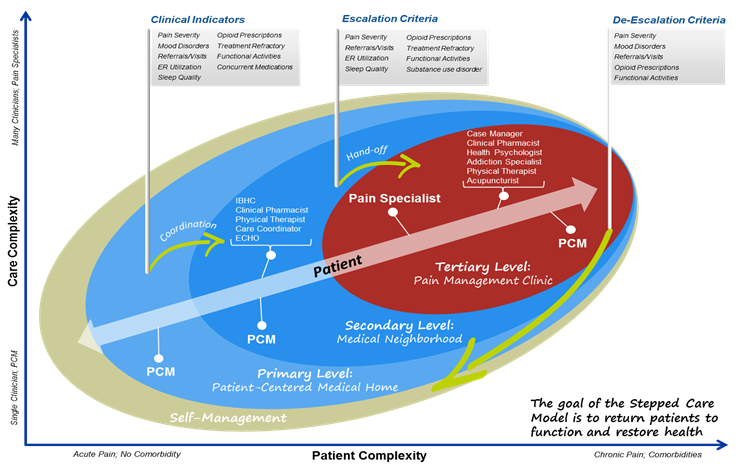 Clinical Indicators
Pain Severity
Mood Disorders
Referrals/Visits
ER Utilization
Sleep Quality
Opioid Prescriptions
Treatment Refractory
Functional Activities
Concurrent Medications
Escalation Criteria
Pain Severity
Referrals/Visits
ER Utilization
Sleep Quality
Opioid Prescriptions
Treatment Refractory
Functional Activities
Substance use disorder
De-Escalation Criteria
Pain Severity
Mood Disorders
Referrals/Visits
Opioid Prescriptions
Functional Activities
Many Clinicians; Pain Specialists
Care Complexity
Single Clinician, PCM
Coordination
IBHC
Clinical Pharmacist
Physical Therapist
Care Coordinator
ECHO
Hand-off
Case Manager
Clinical Pharmacist
Health Psychologist
Addiction Specialist
Physical Therapist
Acupuncturist
Pain Specialist
PCM
Patient
Tertiary Level:
Pain Management Clinic
PCM
Secondary Level:
Medical Neighborhood
PCM
Primary Level:
Patient-Centered Medical Home
Self-Management
The goal of the Stepped Care
Model is to return patients to
function and restore health
Acute Pain; No Comorbidity
Patient Complexity
Chronic Pain; Comorbidities